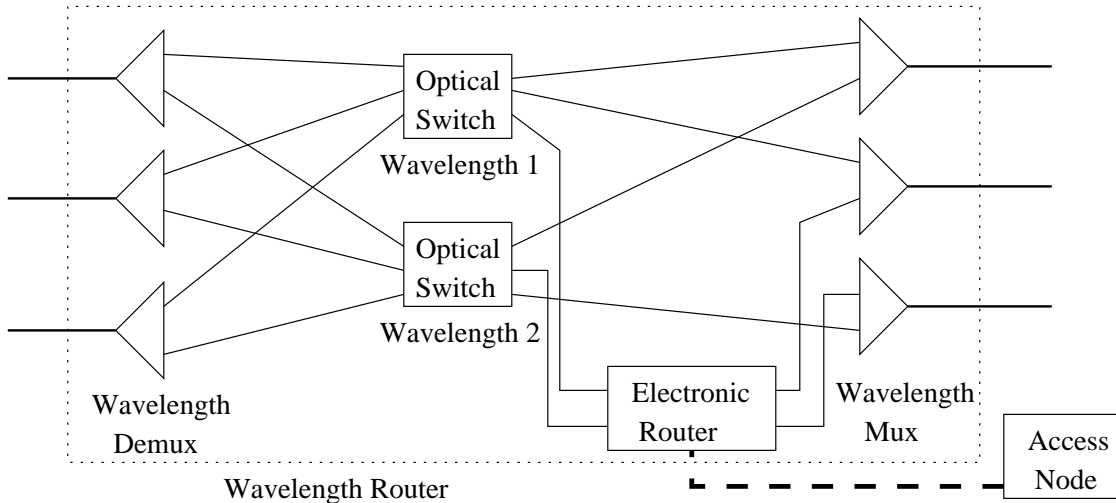 Optical
Switch
Wavelength 1
Optical
Switch
Wavelength 2
Wavelength
Demux
Electronic
Router
Wavelength
Mux
Access
Node
Wavelength Router